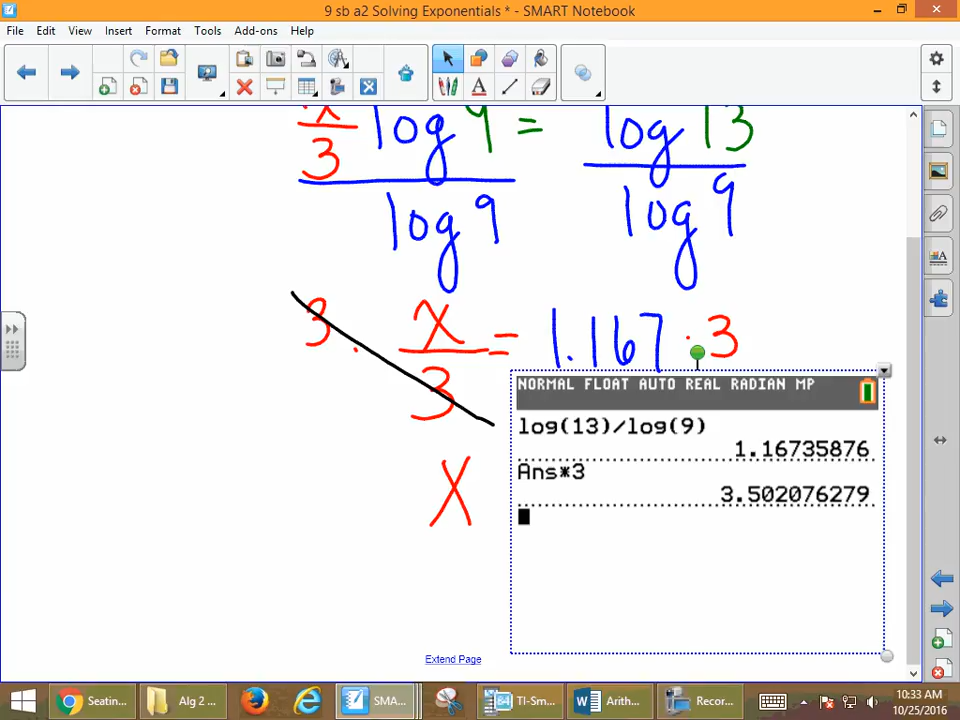 9 sb a2 Solving Exponentials * - SMART Notebook
File Edit View Insert Format Tools Add-ons Help
x/3 log 9 = log 13
log 9 log 9
3 · x/3 = 1.167 · 3
X
NORMAL FLOAT AUTO REAL RADIAN MP
log(13)/log(9)
1.16735876
Ans*3
3.502076279
Extend Page
Seatin... Alg 2 ... SMA... TI-Sm... Arith... Recor...
10:33 AM
10/25/2016